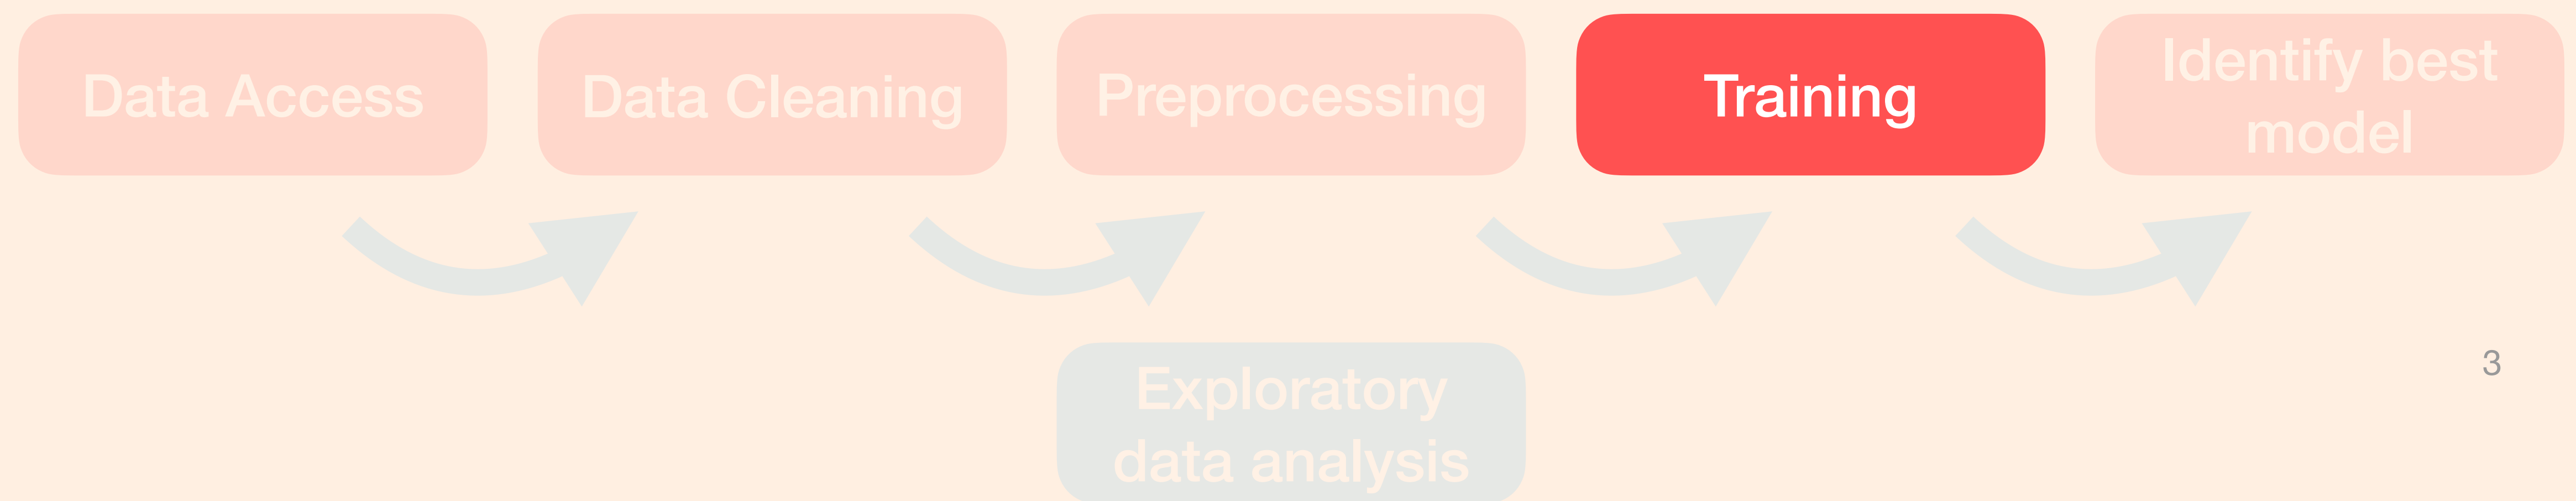 Data Access
Data Cleaning
Preprocessing
Training
Identify best
model
Exploratory
data analysis
3